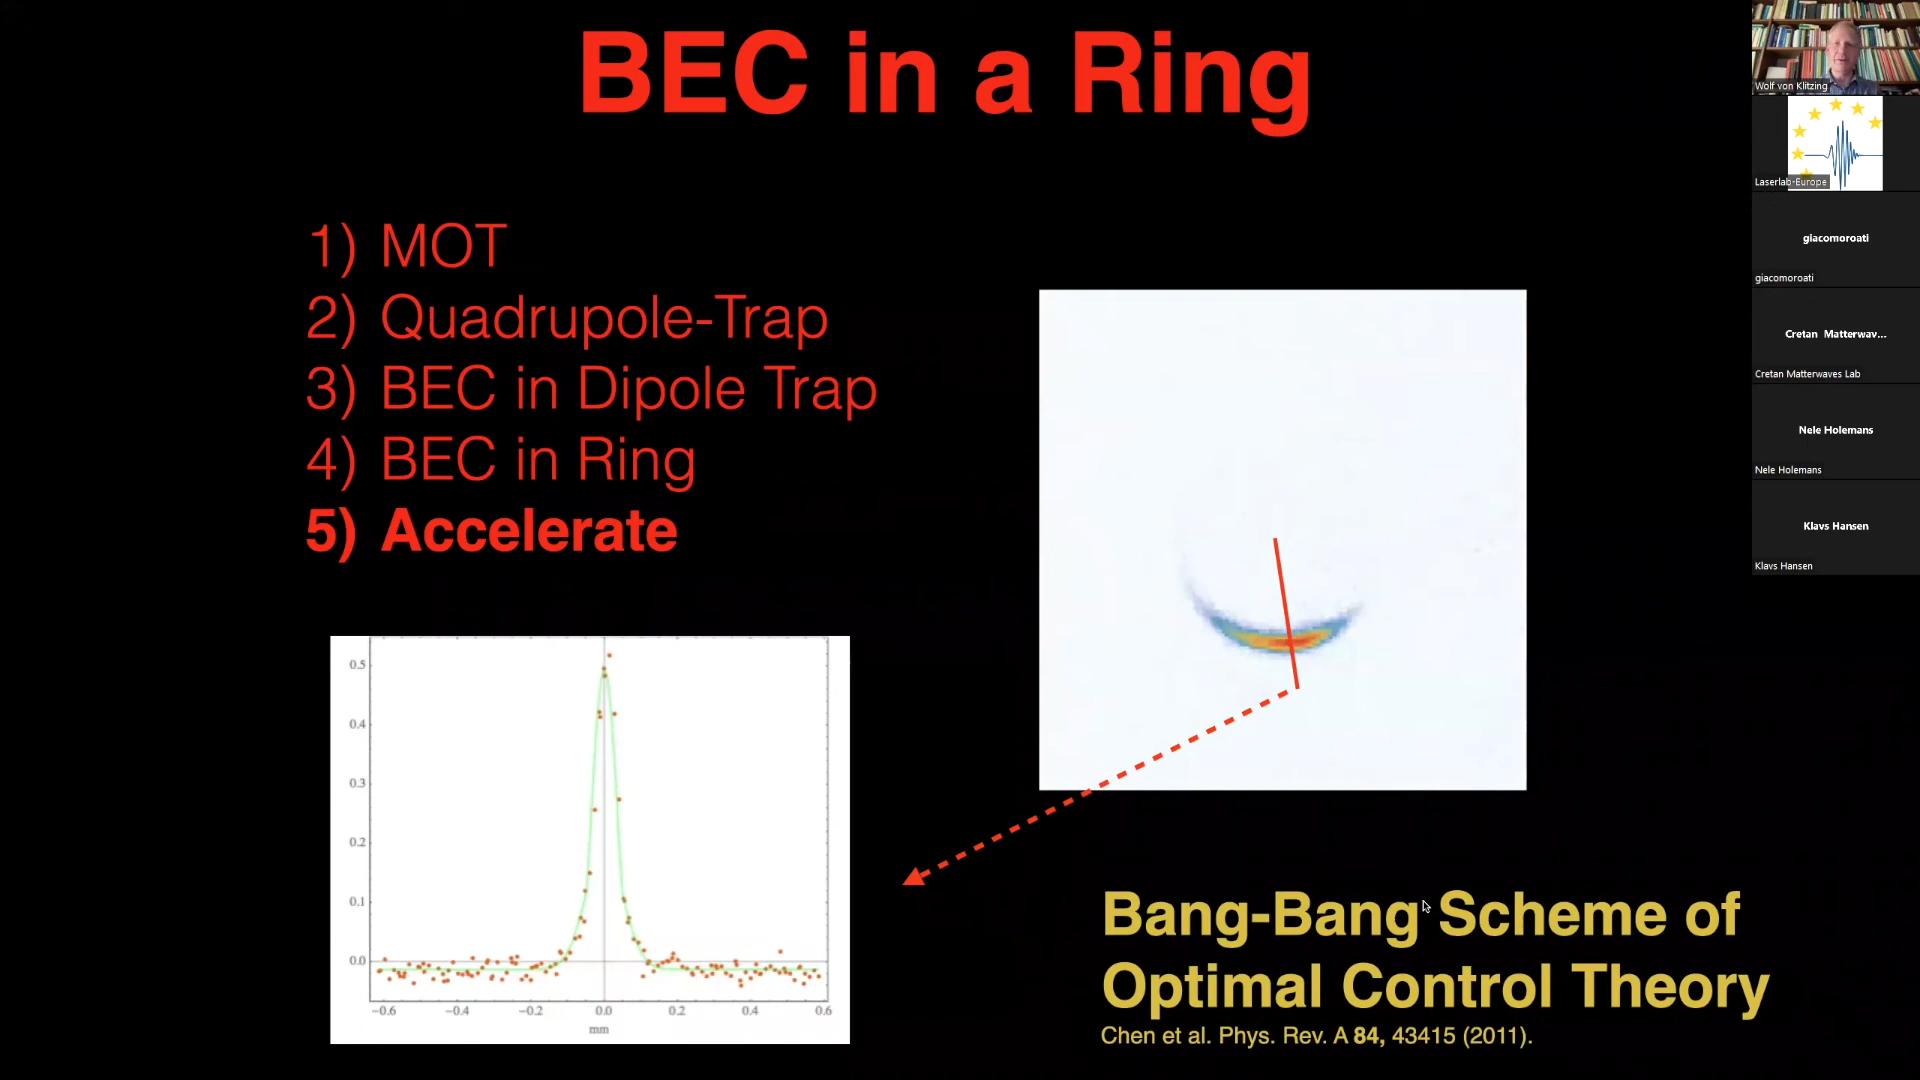 BEC in a Ring
1) MOT
2) Quadrupole-Trap
3) BEC in Dipole Trap
4) BEC in Ring
5) Accelerate
0.5
0.4
0.3
0.2
0.1
0.0
-0.6 -0.4 -0.2 0.0 0.2 0.4 0.6
mm
Bang-Bang Scheme of
Optimal Control Theory
Chen et al. Phys. Rev. A 84, 43415 (2011).
Wolf von Klitzing
Laserlab-Europe
giacomoroati
giacomoroati
Cretan Matterwav...
Cretan Matterwaves Lab
Nele Holemans
Nele Holemans
Klavs Hansen
Klavs Hansen